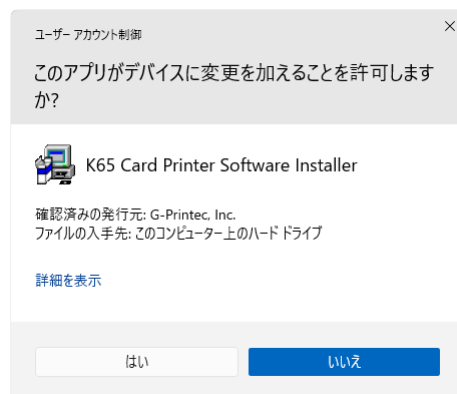 ユーザー アカウント制御
このアプリがデバイスに変更を加えることを許可します
か?
K65 Card Printer Software Installer
確認済みの発行元: G-Printec, Inc.
ファイルの入手先: このコンピューター上のハード ドライブ
詳細を表示
はい
いいえ